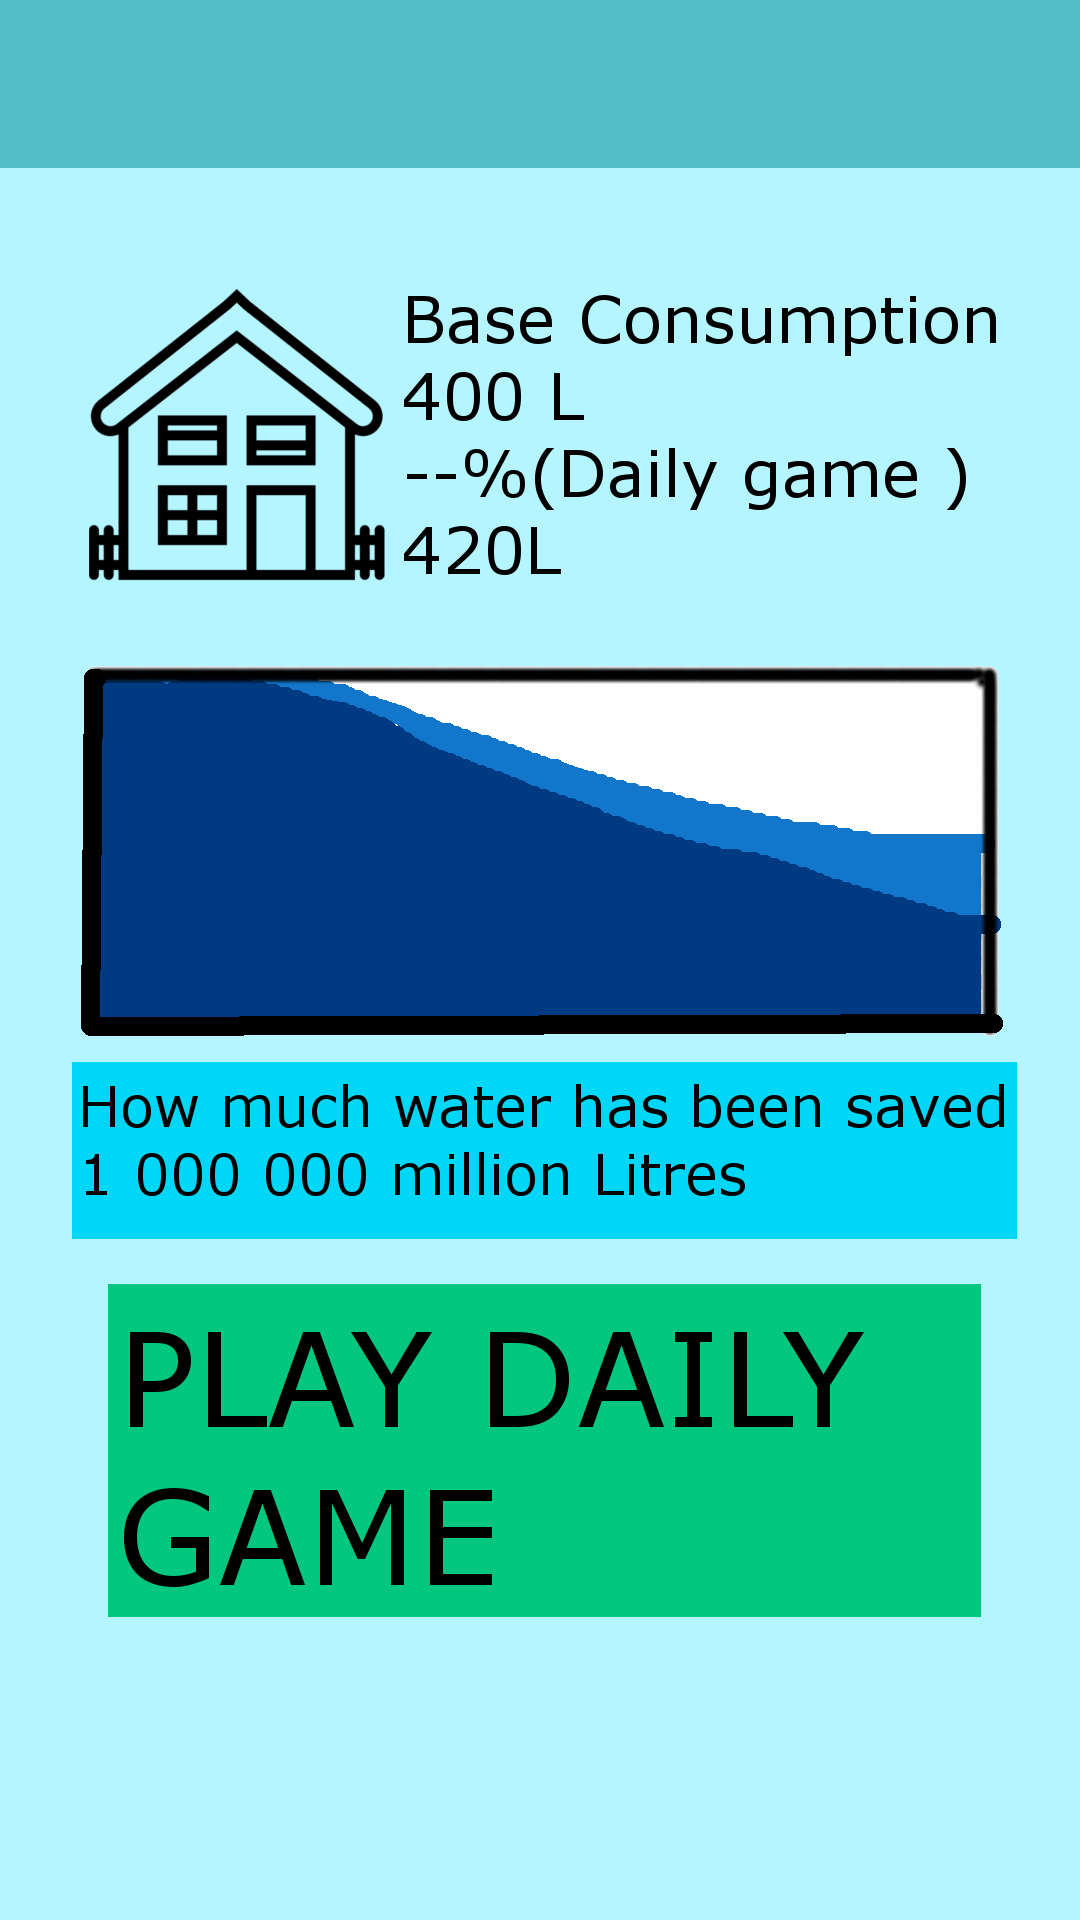 Base Consumption
400 L
--%(Daily game )
420L
How much water has been saved
1 000 000 million Litres
PLAY DAILY
GAME